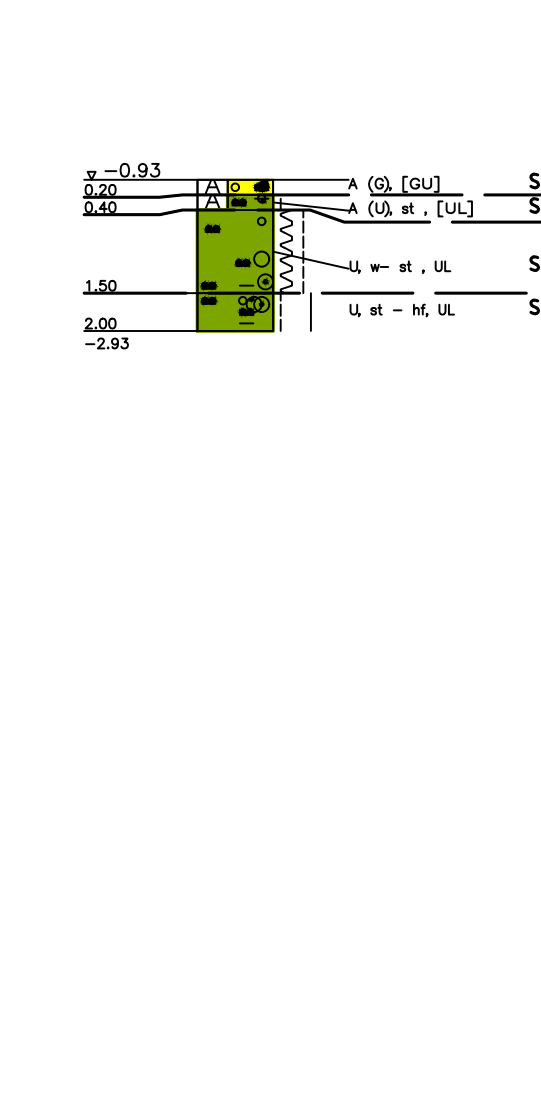 −0.93
A A (G), [GU] S
0.20
A A (U), st , [UL] S
0.40
U, w− st , UL S
1.50
U, st − hf, UL S
2.00
−2.93